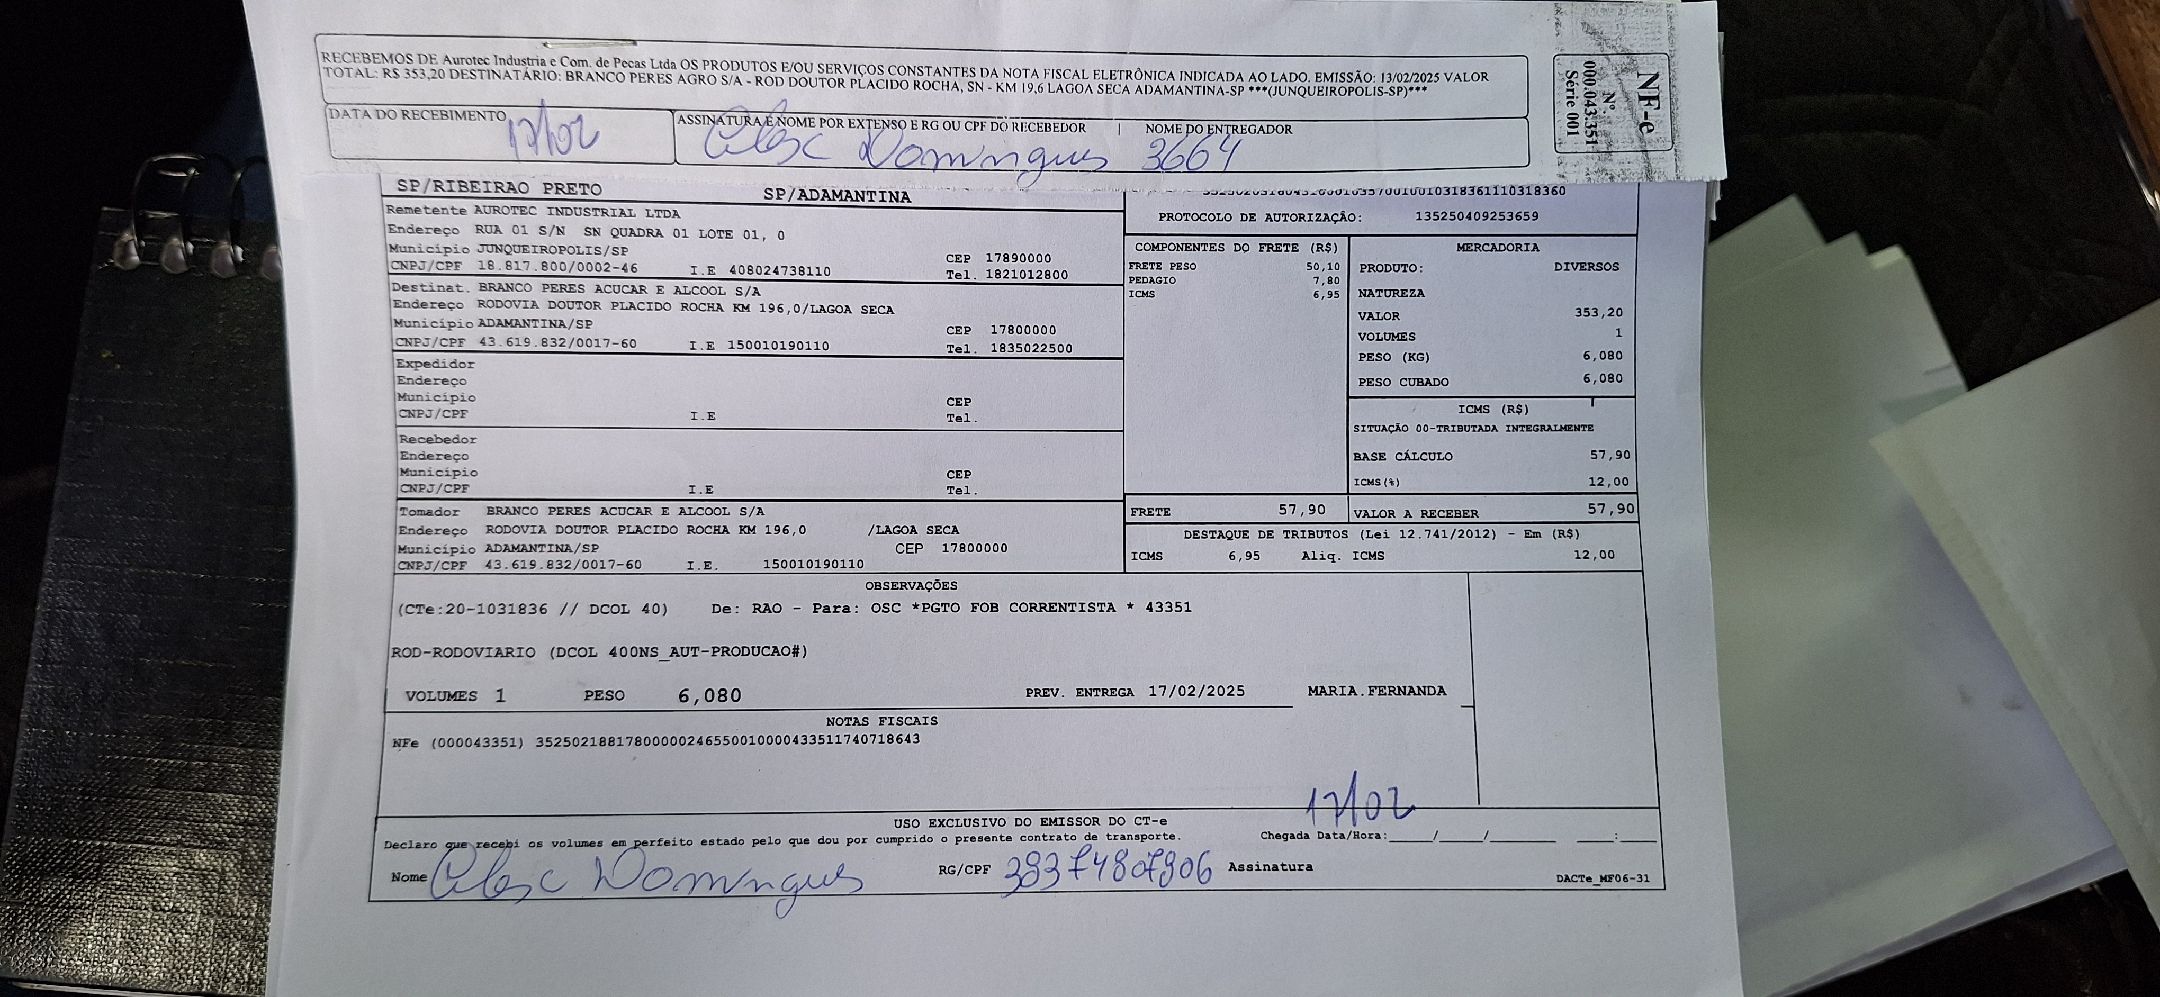 RECEBEMOS DE Aurotec Industria e Com. de Pecas Ltda OS PRODUTOS E/OU SERVIÇOS CONSTANTES DA NOTA FISCAL ELETRÔNICA INDICADA AO LADO. EMISSÃO: 13/02/2025 VALOR
TOTAL: R$ 353,20 DESTINATÁRIO: BRANCO PERES AGRO S/A - ROD DOUTOR PLACIDO ROCHA, SN - KM 19,6 LAGOA SECA ADAMANTINA-SP ***(JUNQUEIROPOLIS-SP)***
NF-e
Nº.
000.043.351
Série 001
DATA DO RECEBIMENTO
17/02
ASSINATURA E NOME POR EXTENSO E RG OU CPF DO RECEBEDOR | NOME DO ENTREGADOR
Domingues 3664
SP/RIBEIRAO PRETO SP/ADAMANTINA
Remetente AUROTEC INDUSTRIAL LTDA
Endereço RUA 01 S/N SN QUADRA 01 LOTE 01, 0
Município JUNQUEIROPOLIS/SP CEP 17890000
CNPJ/CPF 18.817.800/0002-46 I.E 408024738110 Tel. 1821012800
Destinat. BRANCO PERES ACUCAR E ALCOOL S/A
Endereço RODOVIA DOUTOR PLACIDO ROCHA KM 196,0/LAGOA SECA
Município ADAMANTINA/SP CEP 17800000
CNPJ/CPF 43.619.832/0017-60 I.E 150010190110 Tel. 1835022500
Expedidor
Endereço
Município CEP
CNPJ/CPF I.E Tel.
Recebedor
Endereço
Município CEP
CNPJ/CPF I.E Tel.
Tomador BRANCO PERES ACUCAR E ALCOOL S/A
Endereço RODOVIA DOUTOR PLACIDO ROCHA KM 196,0 /LAGOA SECA
Município ADAMANTINA/SP CEP 17800000
CNPJ/CPF 43.619.832/0017-60 I.E. 150010190110
PROTOCOLO DE AUTORIZAÇÃO: 135250409253659
COMPONENTES DO FRETE (R$)
FRETE PESO 50,10
PEDAGIO 7,80
ICMS 6,95
MERCADORIA
PRODUTO: DIVERSOS
NATUREZA
VALOR 353,20
VOLUMES 1
PESO (KG) 6,080
PESO CUBADO 6,080
ICMS (R$)
SITUAÇÃO 00-TRIBUTADA INTEGRALMENTE
BASE CÁLCULO 57,90
ICMS(%) 12,00
FRETE 57,90 VALOR A RECEBER 57,90
DESTAQUE DE TRIBUTOS (Lei 12.741/2012) - Em (R$)
ICMS 6,95 Aliq. ICMS 12,00
OBSERVAÇÕES
(CTe:20-1031836 // DCOL 40) De: RAO - Para: OSC *PGTO FOB CORRENTISTA * 43351
ROD-RODOVIARIO (DCOL 400NS_AUT-PRODUCAO#)
VOLUMES 1 PESO 6,080 PREV. ENTREGA 17/02/2025 MARIA.FERNANDA
NOTAS FISCAIS
NFe (000043351) 35250218817800000246550010000433511740718643
17/02
USO EXCLUSIVO DO EMISSOR DO CT-e
Declaro que recebi os volumes em perfeito estado pelo que dou por cumprido o presente contrato de transporte. Chegada Data/Hora:____/____/____ ___:___
Nome Domingues RG/CPF 38374807806 Assinatura
DACTe_MF06-31